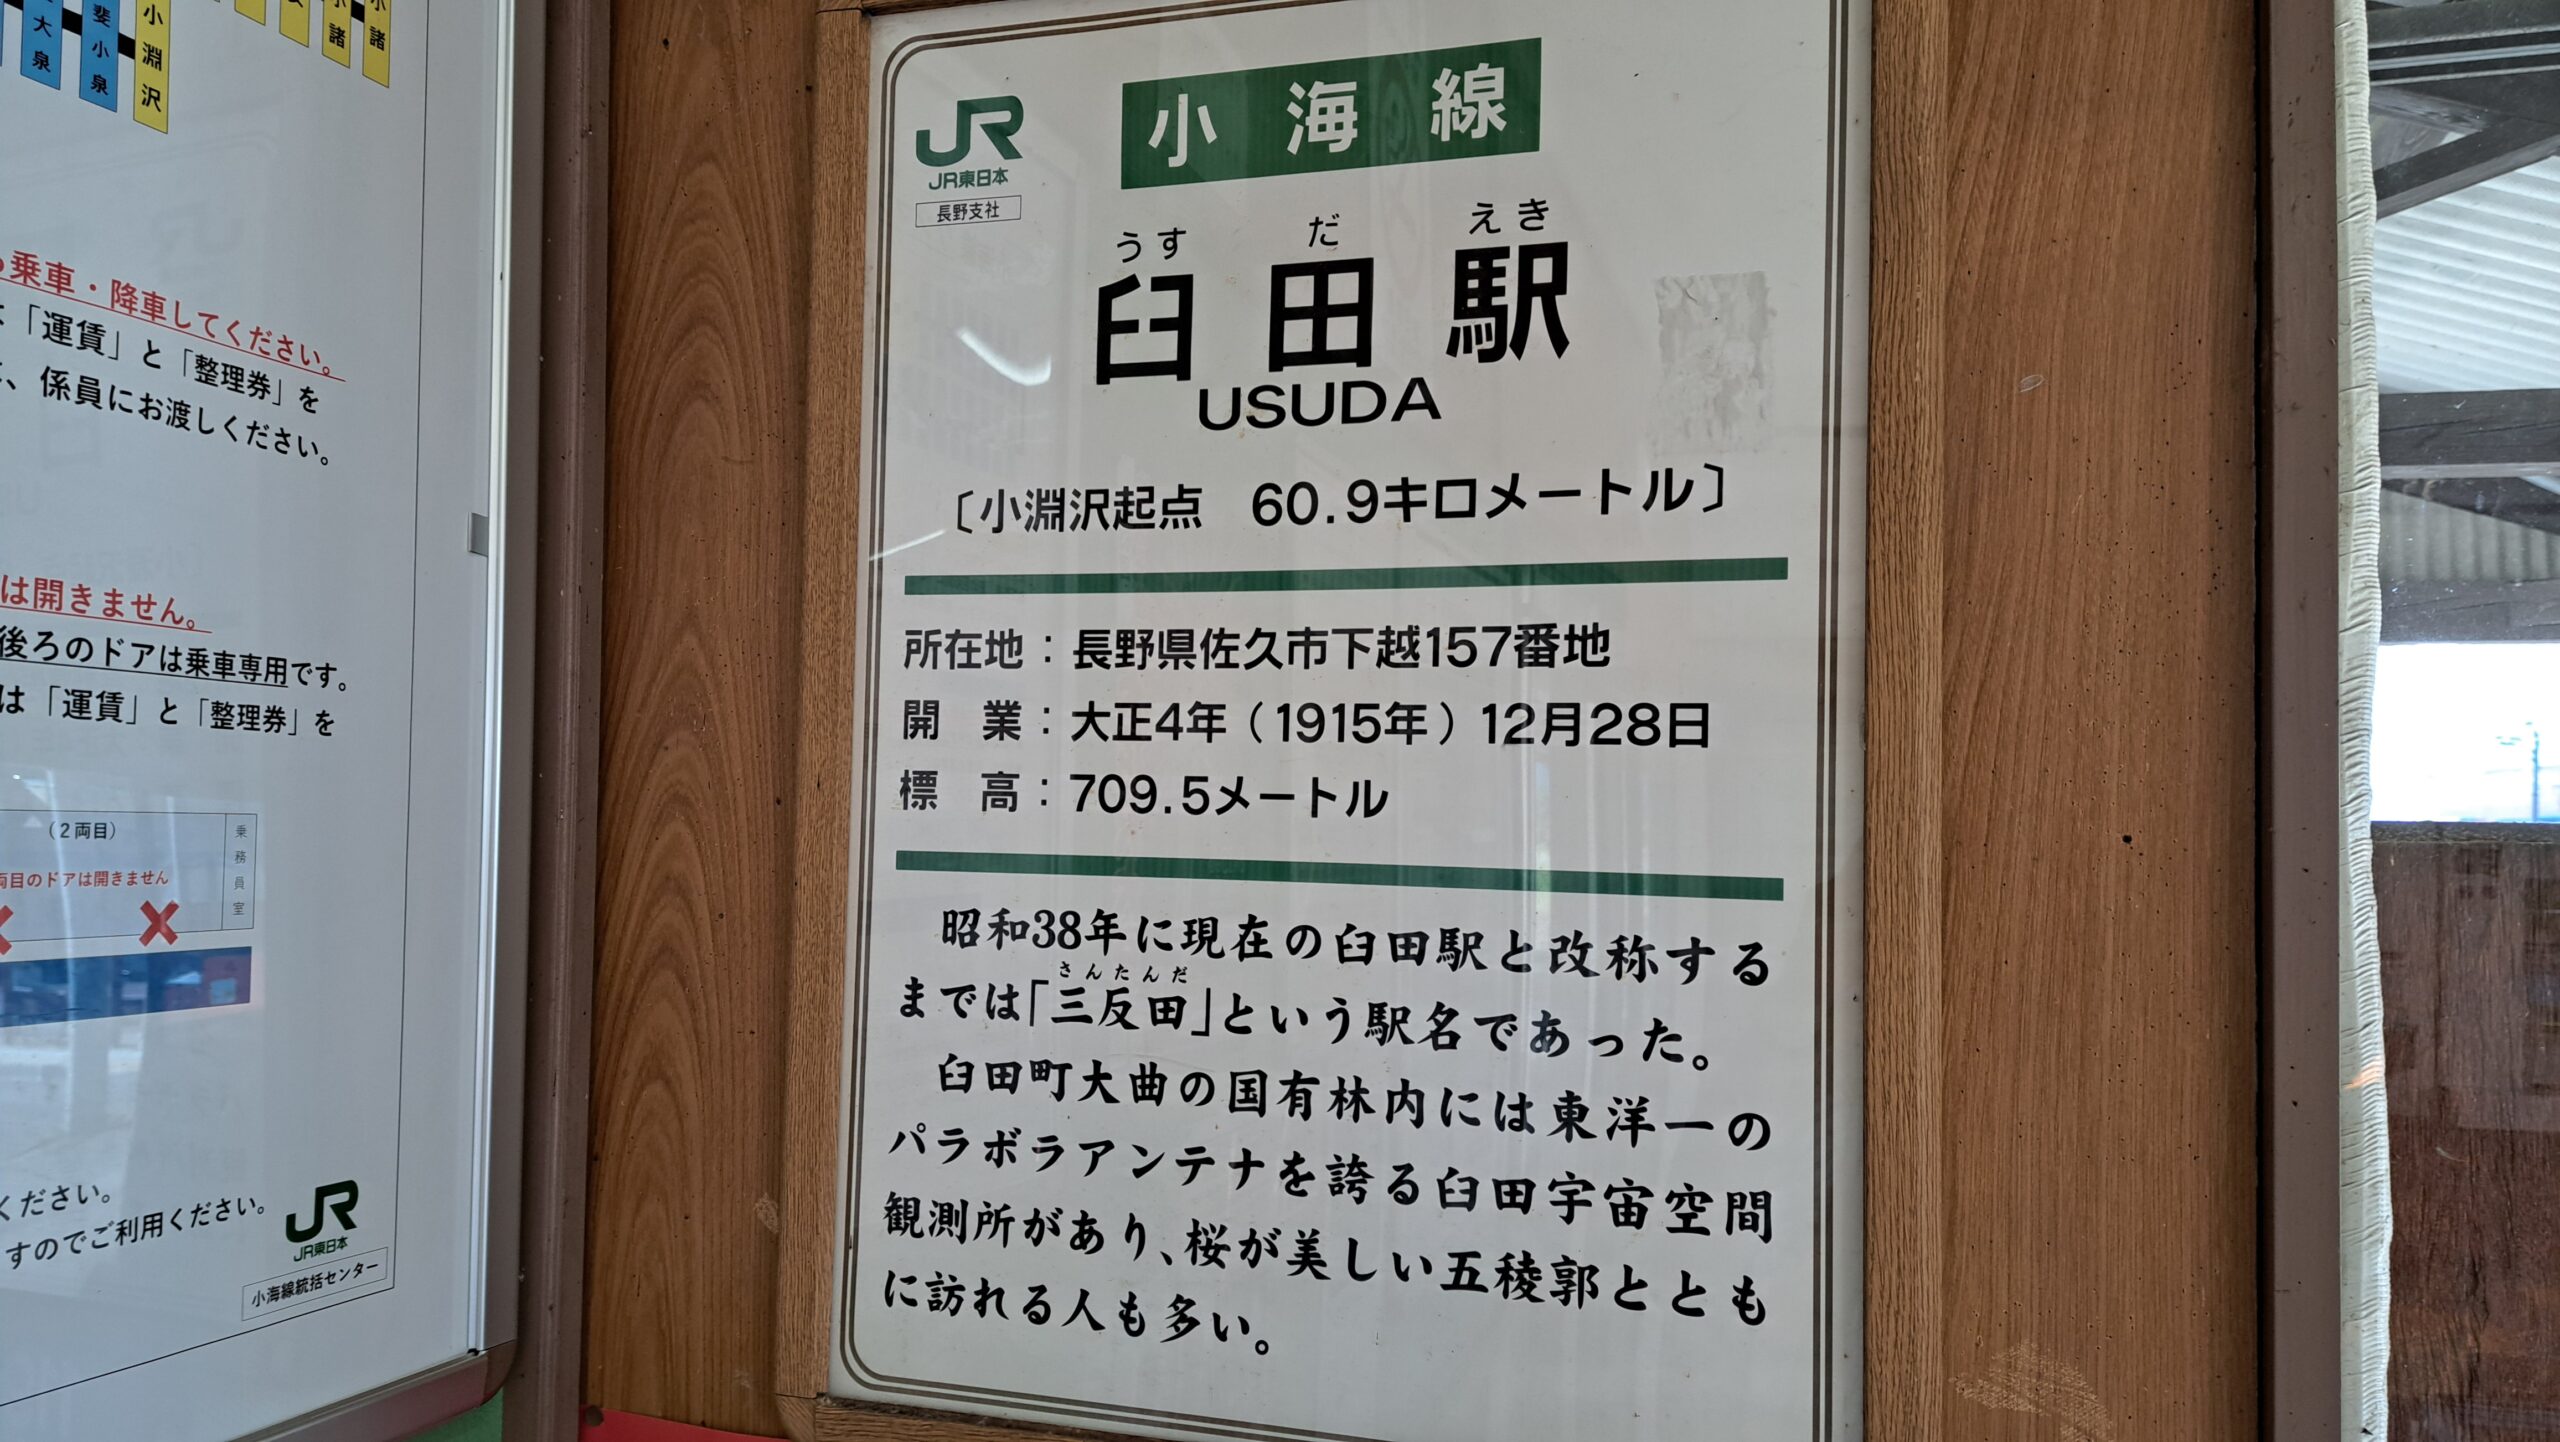 大泉
斐小泉
小淵沢
小諸
小諸
乗車・降車してください。
「運賃」と「整理券」を
、係員にお渡しください。
は開きません。
後ろのドアは乗車専用です。
は「運賃」と「整理券」を
(2両目)
乗務員室
両目のドアは開きません
ください。
すのでご利用ください。
JR
JR東日本
小海線統括センター
JR
JR東日本
長野支社
小海線
うすだえき
臼田駅
USUDA
〔小淵沢起点 60.9キロメートル〕
所在地：長野県佐久市下越157番地
開　業：大正4年（1915年）12月28日
標　高：709.5メートル
昭和38年に現在の臼田駅と改称する
さんたんだ
までは「三反田」という駅名であった。
臼田町大曲の国有林内には東洋一の
パラボラアンテナを誇る臼田宇宙空間
観測所があり、桜が美しい五稜郭ととも
に訪れる人も多い。